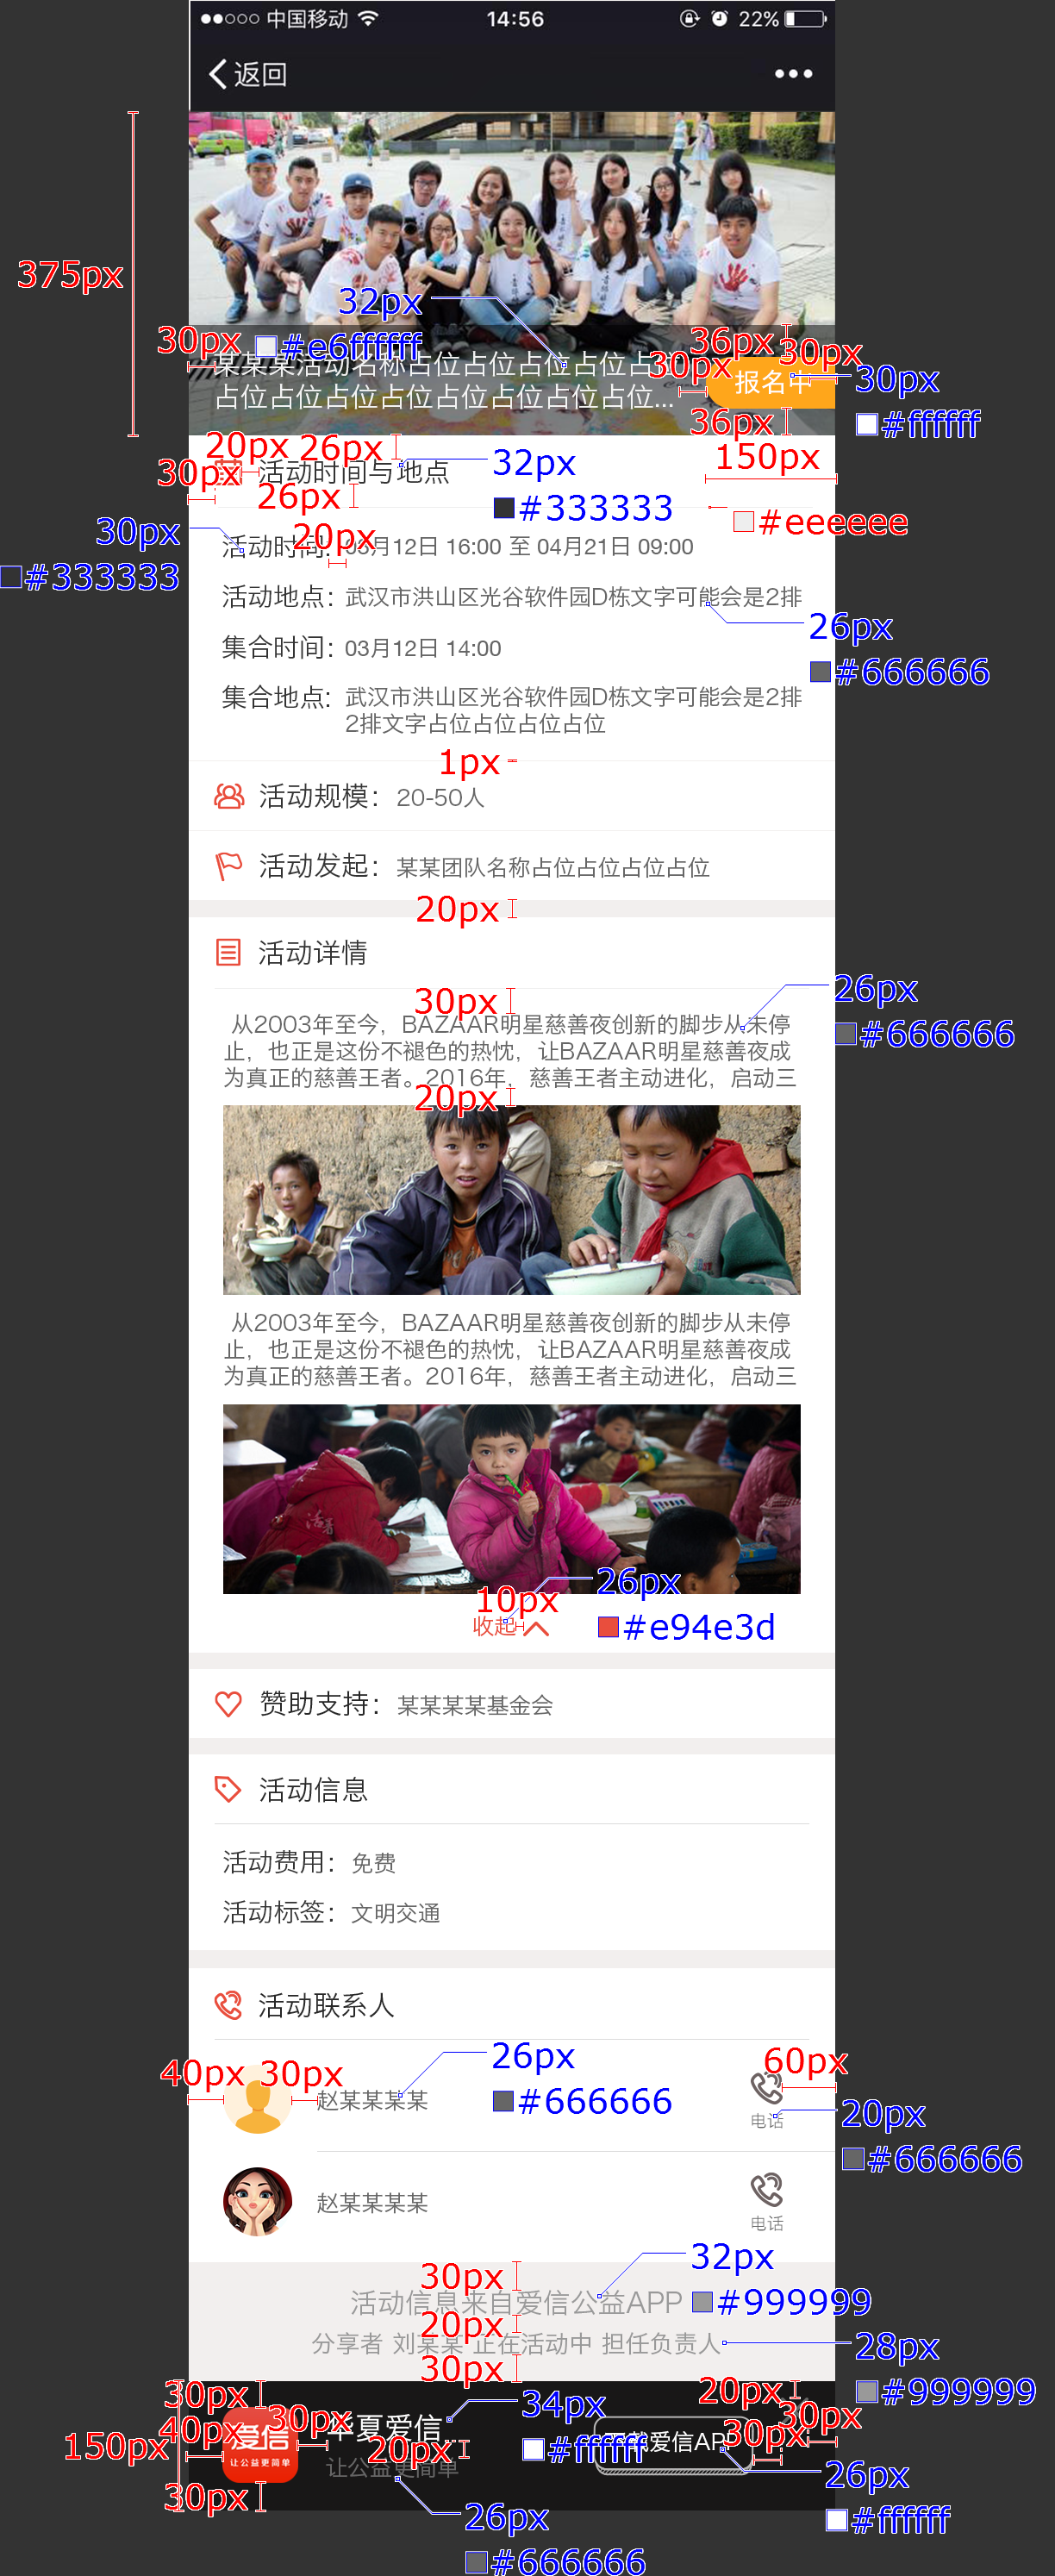 中国移动 14:56 22%
返回
375px
32px
30px #e6ffffff 36px 30px
某某某活动名称占位占位占位占位占 30px 报名中 30px
占位占位占位占位占位占位占位占位... #ffffff
36px
20px 26px 150px
30px 活动时间与地点 32px
26px #333333 #eeeeee
30px 20px
活动时间: 03月12日 16:00 至 04月21日 09:00
#333333
活动地点: 武汉市洪山区光谷软件园D栋文字可能会是2排
26px
集合时间: 03月12日 14:00
#666666
集合地点: 武汉市洪山区光谷软件园D栋文字可能会是2排
2排文字占位占位占位占位
1px
活动规模: 20-50人
活动发起: 某某团队名称占位占位占位占位
20px
活动详情
30px 26px
从2003年至今，BAZAAR明星慈善夜创新的脚步从未停
#666666
止，也正是这份不褪色的热忱，让BAZAAR明星慈善夜成
为真正的慈善王者。2016年，慈善王者主动进化，启动三
20px
从2003年至今，BAZAAR明星慈善夜创新的脚步从未停
止，也正是这份不褪色的热忱，让BAZAAR明星慈善夜成
为真正的慈善王者。2016年，慈善王者主动进化，启动三
10px 26px
收起 #e94e3d
赞助支持: 某某某某基金会
活动信息
活动费用: 免费
活动标签: 文明交通
活动联系人
26px 60px
40px 30px
赵某某某某 #666666
电话 20px
#666666
赵某某某某
电话
32px
30px
活动信息来自爱信公益APP #999999
20px
分享者 刘某某 正在活动中 担任负责人 28px
30px #999999
30px 34px 20px
40px 爱信 30px 华夏爱信 30px
150px 20px #ffffff 下载爱信APP 30px
让公益更简单 让公益更简单
30px 26px
26px #ffffff
#666666